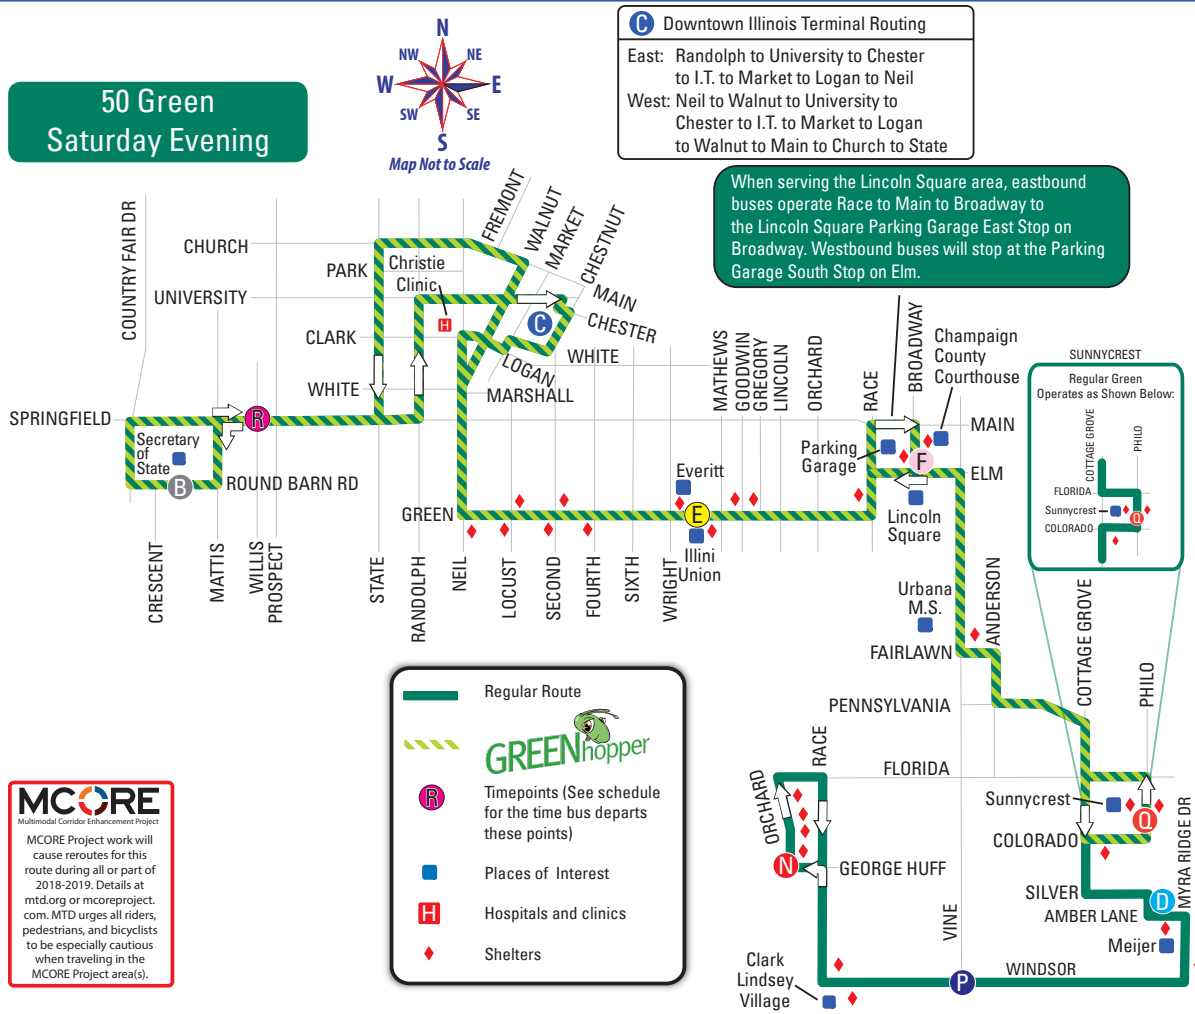 50 Green
Saturday Evening
N
NW
NE
W
E
SW
SE
S
Map Not to Scale
C Downtown Illinois Terminal Routing
East: Randolph to University to Chester
to I.T. to Market to Logan to Neil
West: Neil to Walnut to University to
Chester to I.T. to Market to Logan
to Walnut to Main to Church to State
When serving the Lincoln Square area, eastbound
buses operate Race to Main to Broadway to
the Lincoln Square Parking Garage East Stop on
Broadway. Westbound buses will stop at the Parking
Garage South Stop on Elm.
COUNTRY FAIR DR
CHURCH
PARK
UNIVERSITY
CLARK
WHITE
SPRINGFIELD
Christie
Clinic
H
FREMONT
WALNUT
MARKET
CHESTNUT
MAIN
CHESTER
C
WHITE
LOGAN
MARSHALL
R
Secretary
of
State
B
ROUND BARN RD
GREEN
CRESCENT
MATTIS
WILLIS
PROSPECT
STATE
RANDOLPH
NEIL
LOCUST
SECOND
FOURTH
SIXTH
WRIGHT
MATHEWS
GOODWIN
GREGORY
LINCOLN
ORCHARD
RACE
BROADWAY
Everitt
E
Illini
Union
Champaign
County
Courthouse
MAIN
Parking
Garage
F
ELM
Lincoln
Square
SUNNYCREST
Regular Green
Operates as Shown Below:
COTTAGE GROVE
PHILO
FLORIDA
Sunnycrest
Q
COLORADO
Urbana
M.S.
ANDERSON
FAIRLAWN
PENNSYLVANIA
COTTAGE GROVE
PHILO
FLORIDA
Sunnycrest
Q
COLORADO
MYRA RIDGE DR
SILVER
D
AMBER LANE
Meijer
RACE
ORCHARD
N
GEORGE HUFF
VINE
WINDSOR
P
Clark
Lindsey
Village
Regular Route
GREENhopper
R
Timepoints (See schedule
for the time bus departs
these points)
Places of Interest
H Hospitals and clinics
Shelters
MCORE
Multimodal Corridor Enhancement Project
MCORE Project work will
cause reroutes for this
route during all or part of
2018-2019. Details at
mtd.org or mcoreproject.
com. MTD urges all riders,
pedestrians, and bicyclists
to be especially cautious
when traveling in the
MCORE Project area(s).